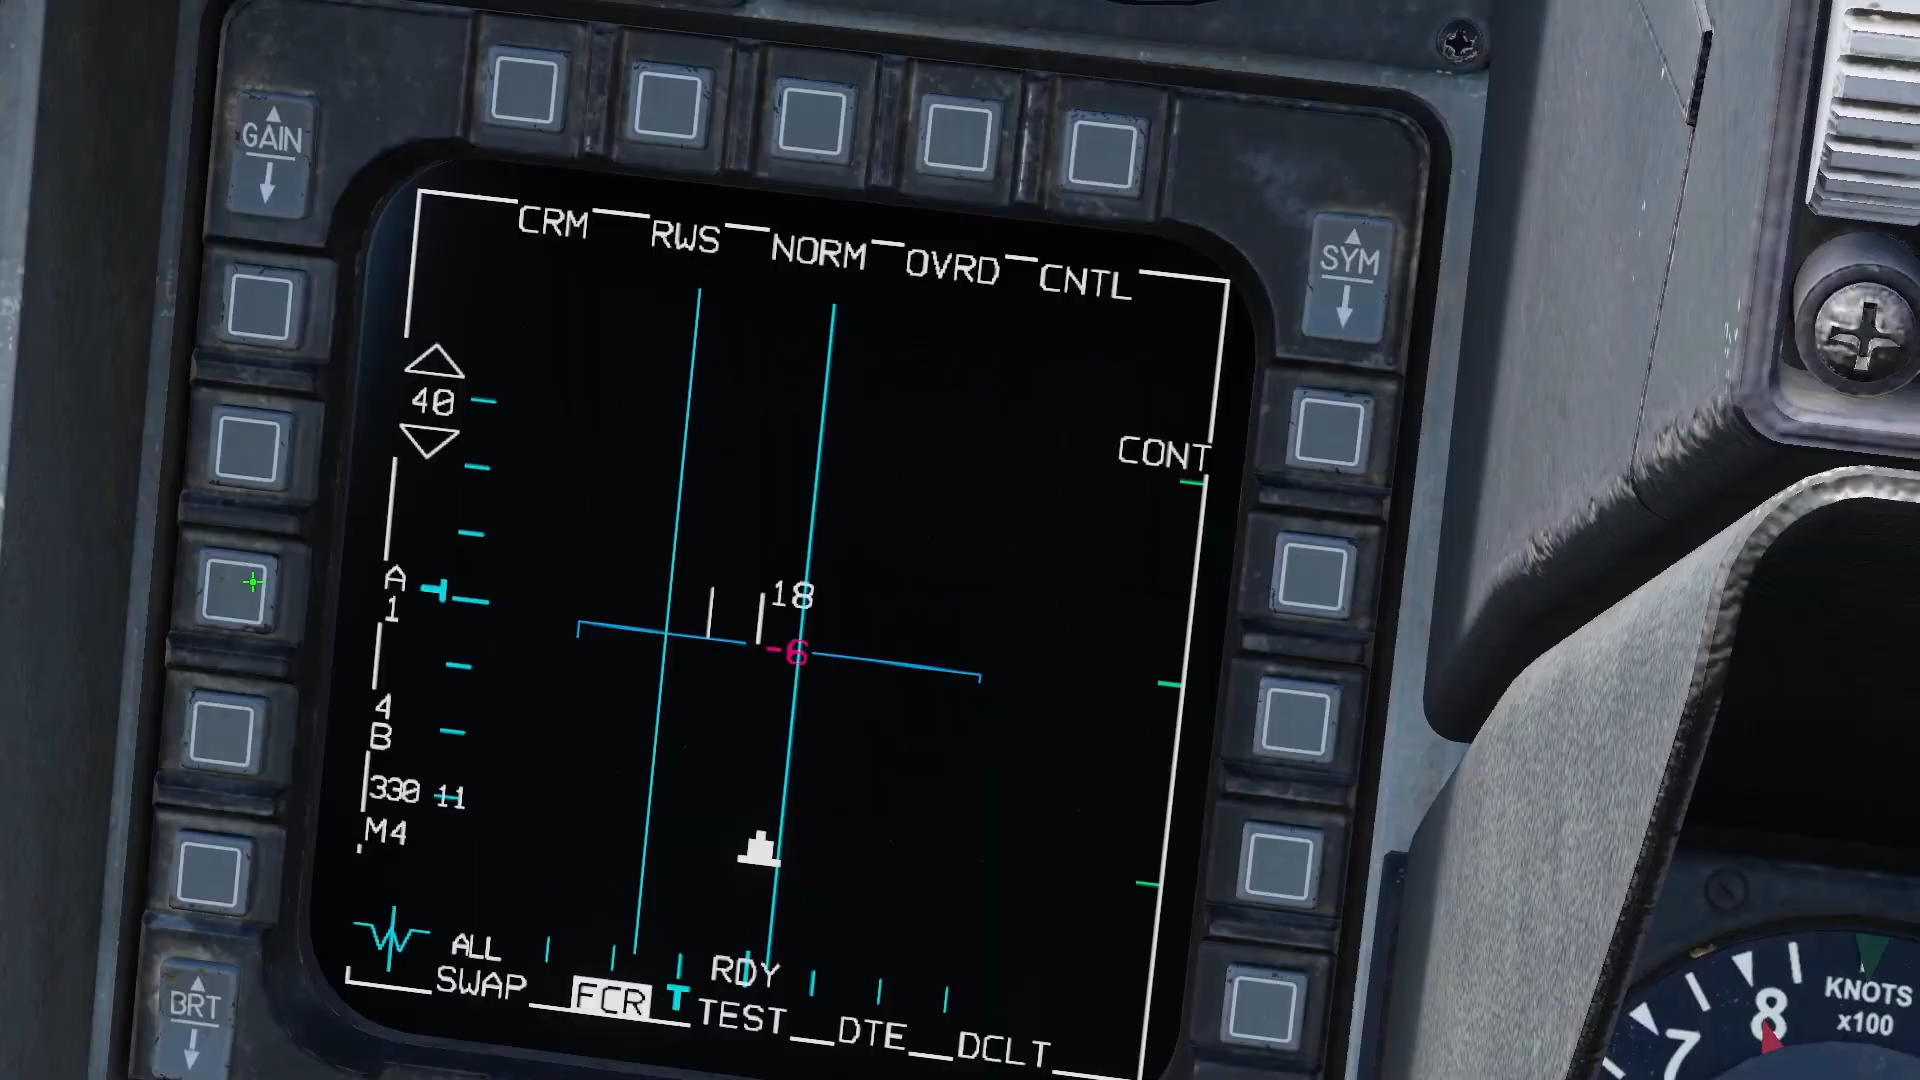 GAIN
SYM
CRM RWS NORM OVRD CNTL
40
CONT
A
1
18
-6
4
B
330 11
M4
ALL
RDY
SWAP FCR T TEST DTE DCLT
BRT
KNOTS
x100
7
8